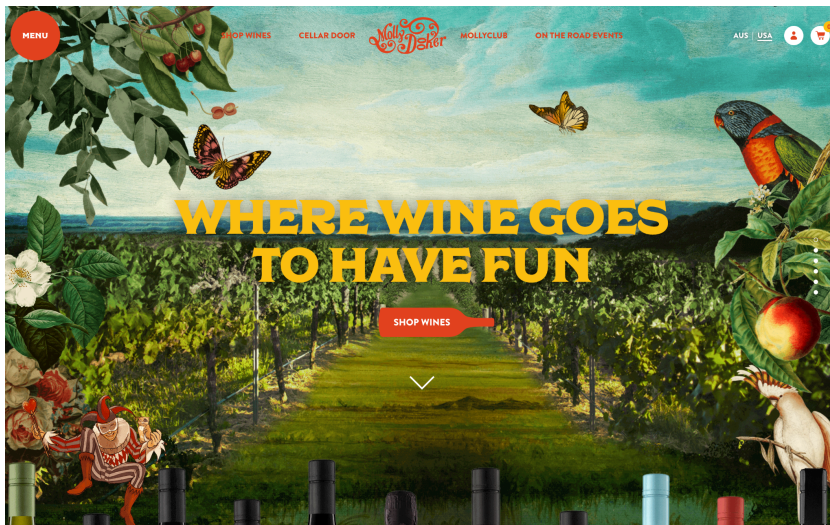 MENU
SHOP WINES
CELLAR DOOR
Molly Dooker
MOLLYCLUB
ON THE ROAD EVENTS
AUS | USA
WHERE WINE GOES
TO HAVE FUN
SHOP WINES